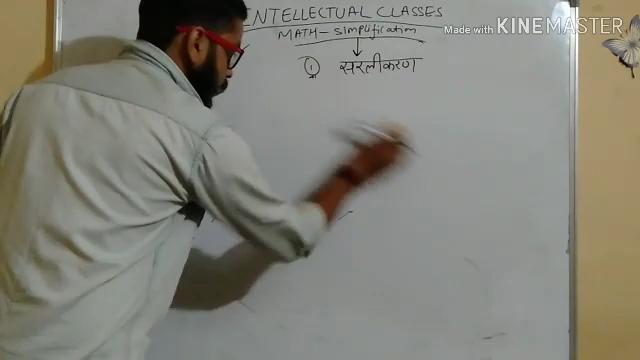 INTELLECTUAL CLASSES
Made with KINEMASTER
MATH - Simplification
① सरलीकरण